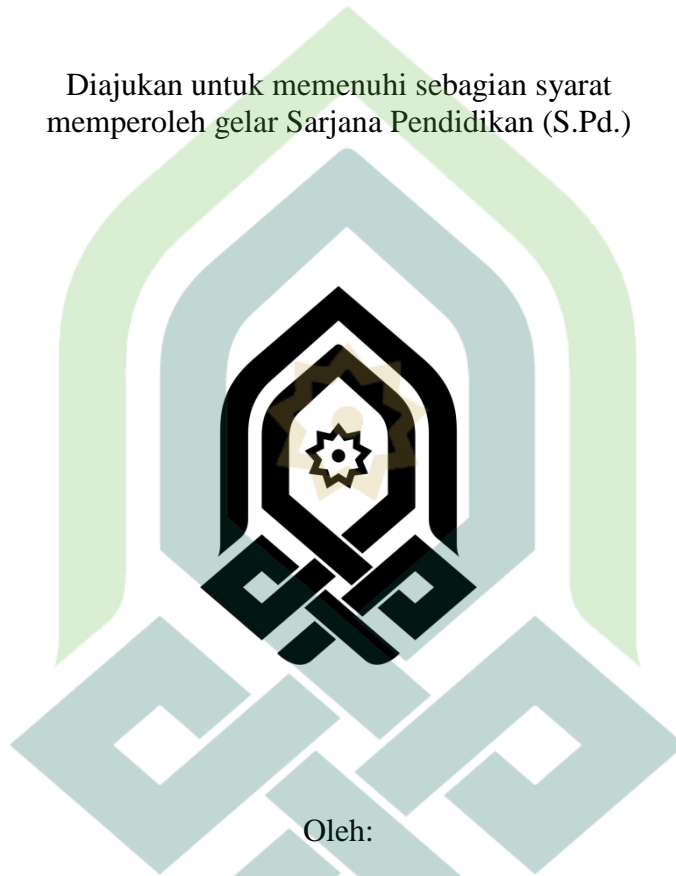 Diajukan untuk memenuhi sebagian syarat
memperoleh gelar Sarjana Pendidikan (S.Pd.)
Oleh: